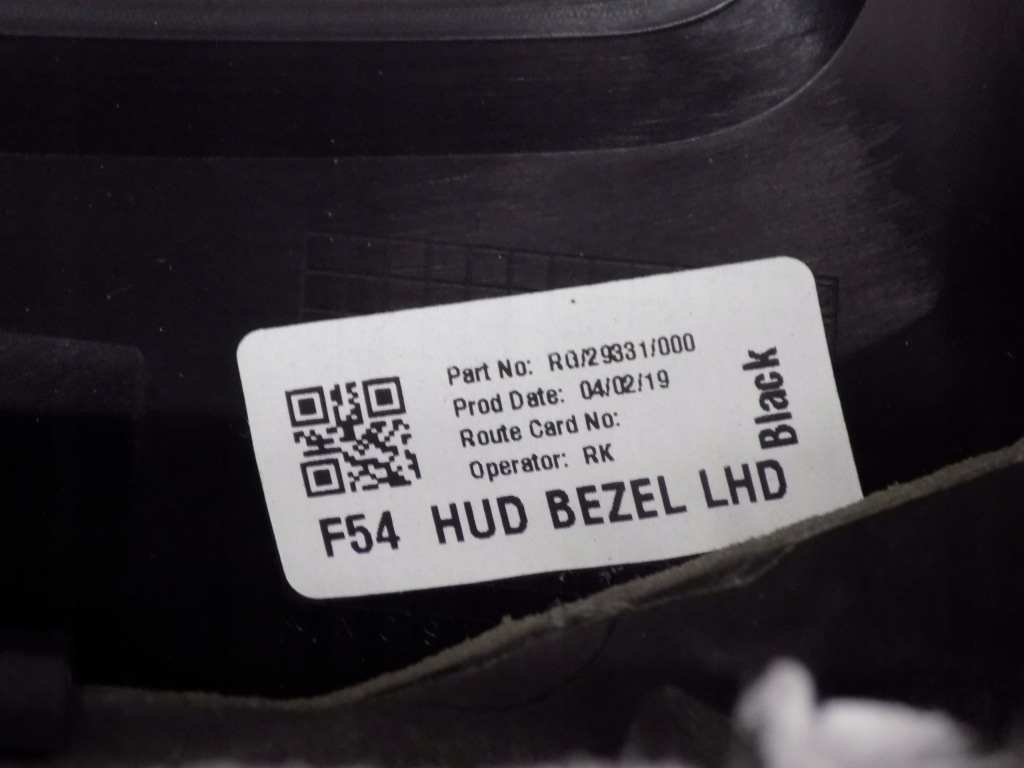 Part No: RG/29331/000
Prod Date: 04/02/19
Route Card No:
Operator: RK
F54 HUD BEZEL LHD
Black